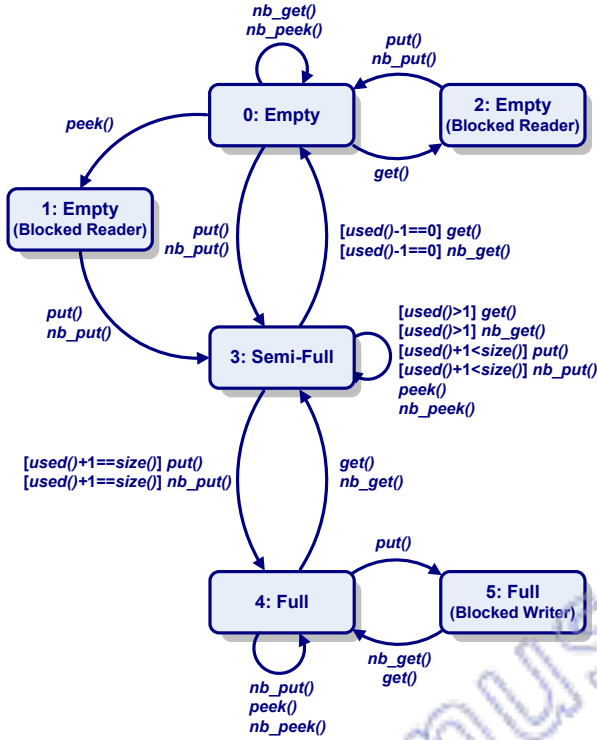 nb_get()
nb_peek()
put()
nb_put()
0: Empty
2: Empty
(Blocked Reader)
peek()
get()
1: Empty
(Blocked Reader)
put()
nb_put()
[used()-1==0] get()
[used()-1==0] nb_get()
put()
nb_put()
[used()>1] get()
[used()>1] nb_get()
[used()+1<size()] put()
[used()+1<size()] nb_put()
peek()
nb_peek()
3: Semi-Full
[used()+1==size()] put()
[used()+1==size()] nb_put()
get()
nb_get()
put()
4: Full
5: Full
(Blocked Writer)
nb_get()
get()
nb_put()
peek()
nb_peek()